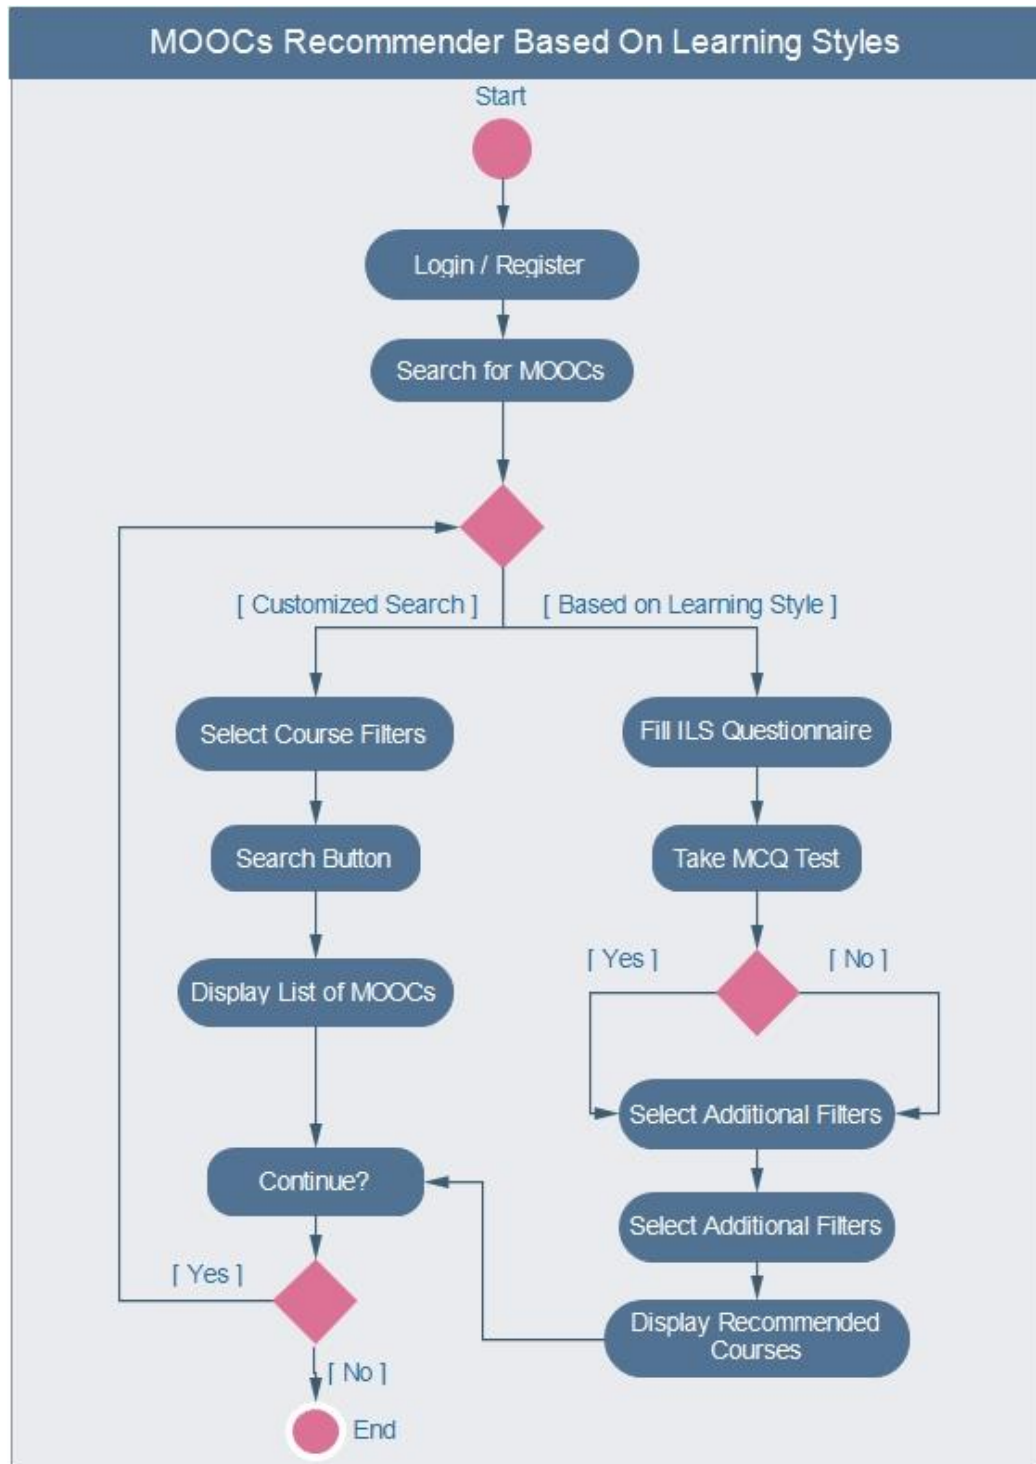 MOOCs Recommender Based On Learning Styles
Start
Login / Register
Search for MOOCs
[ Customized Search ]
[ Based on Learning Style ]
Select Course Filters
Fill ILS Questionnaire
Search Button
Take MCQ Test
[ Yes ]
[ No ]
Display List of MOOCs
Select Additional Filters
Continue?
Select Additional Filters
[ Yes ]
Display Recommended
Courses
[ No ]
End